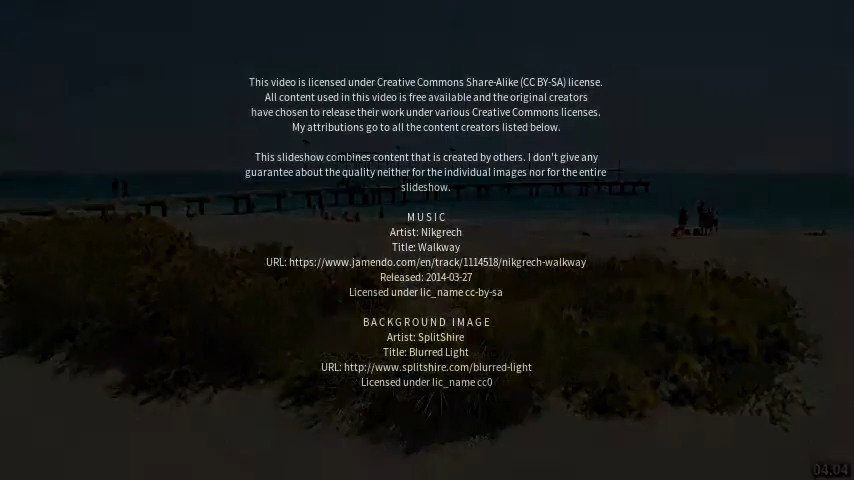 This video is licensed under Creative Commons Share-Alike (CC BY-SA) license.
All content used in this video is free available and the original creators
have chosen to release their work under various Creative Commons licenses.
My attributions go to all the content creators listed below.
This slideshow combines content that is created by others. I don't give any
guarantee about the quality neither for the individual images nor for the entire
slideshow.
MUSIC
Artist: Nikgrech
Title: Walkway
URL: https://www.jamendo.com/en/track/1114518/nikgrech-walkway
Released: 2014-03-27
Licensed under lic_name cc-by-sa
BACKGROUND IMAGE
Artist: SplitShire
Title: Blurred Light
URL: http://www.splitshire.com/blurred-light
Licensed under lic_name cc0
04:04